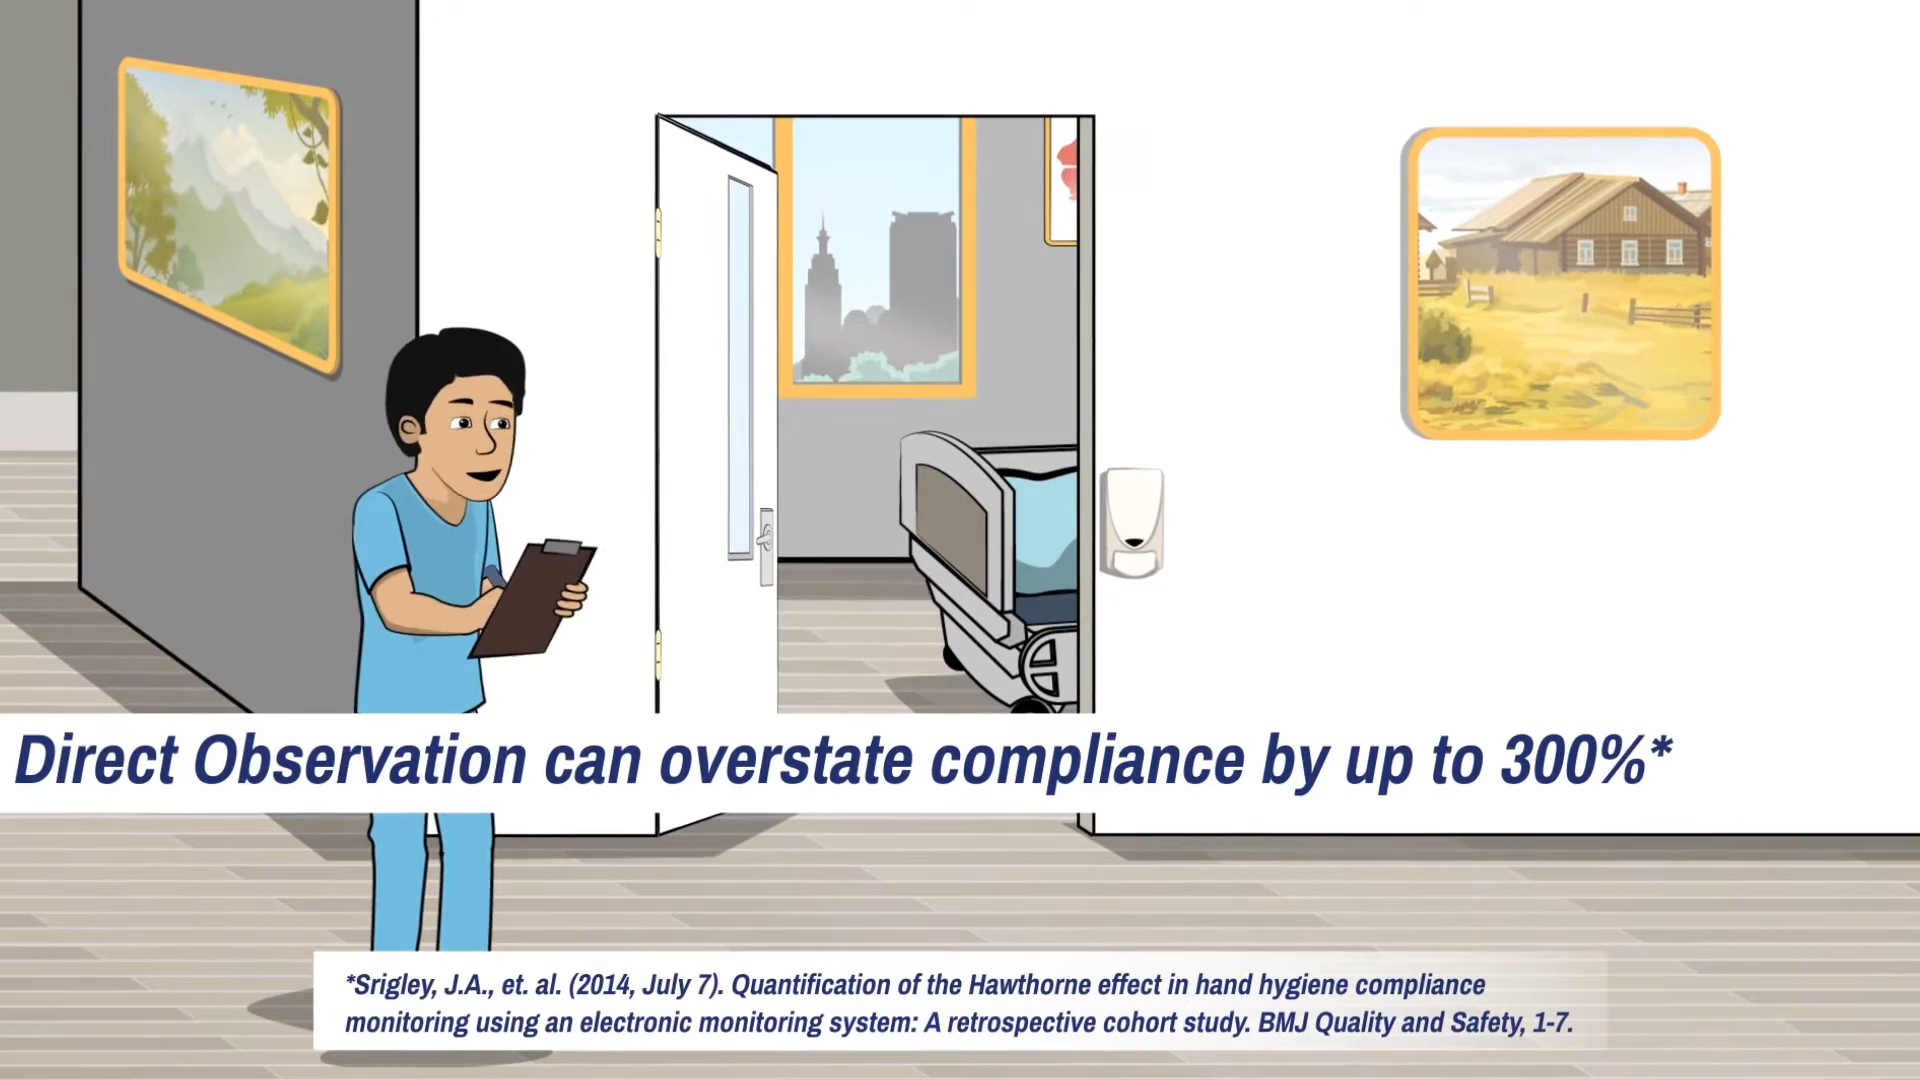 Direct Observation can overstate compliance by up to 300%*
*Srigley, J.A., et. al. (2014, July 7). Quantification of the Hawthorne effect in hand hygiene compliance
monitoring using an electronic monitoring system: A retrospective cohort study. BMJ Quality and Safety, 1-7.